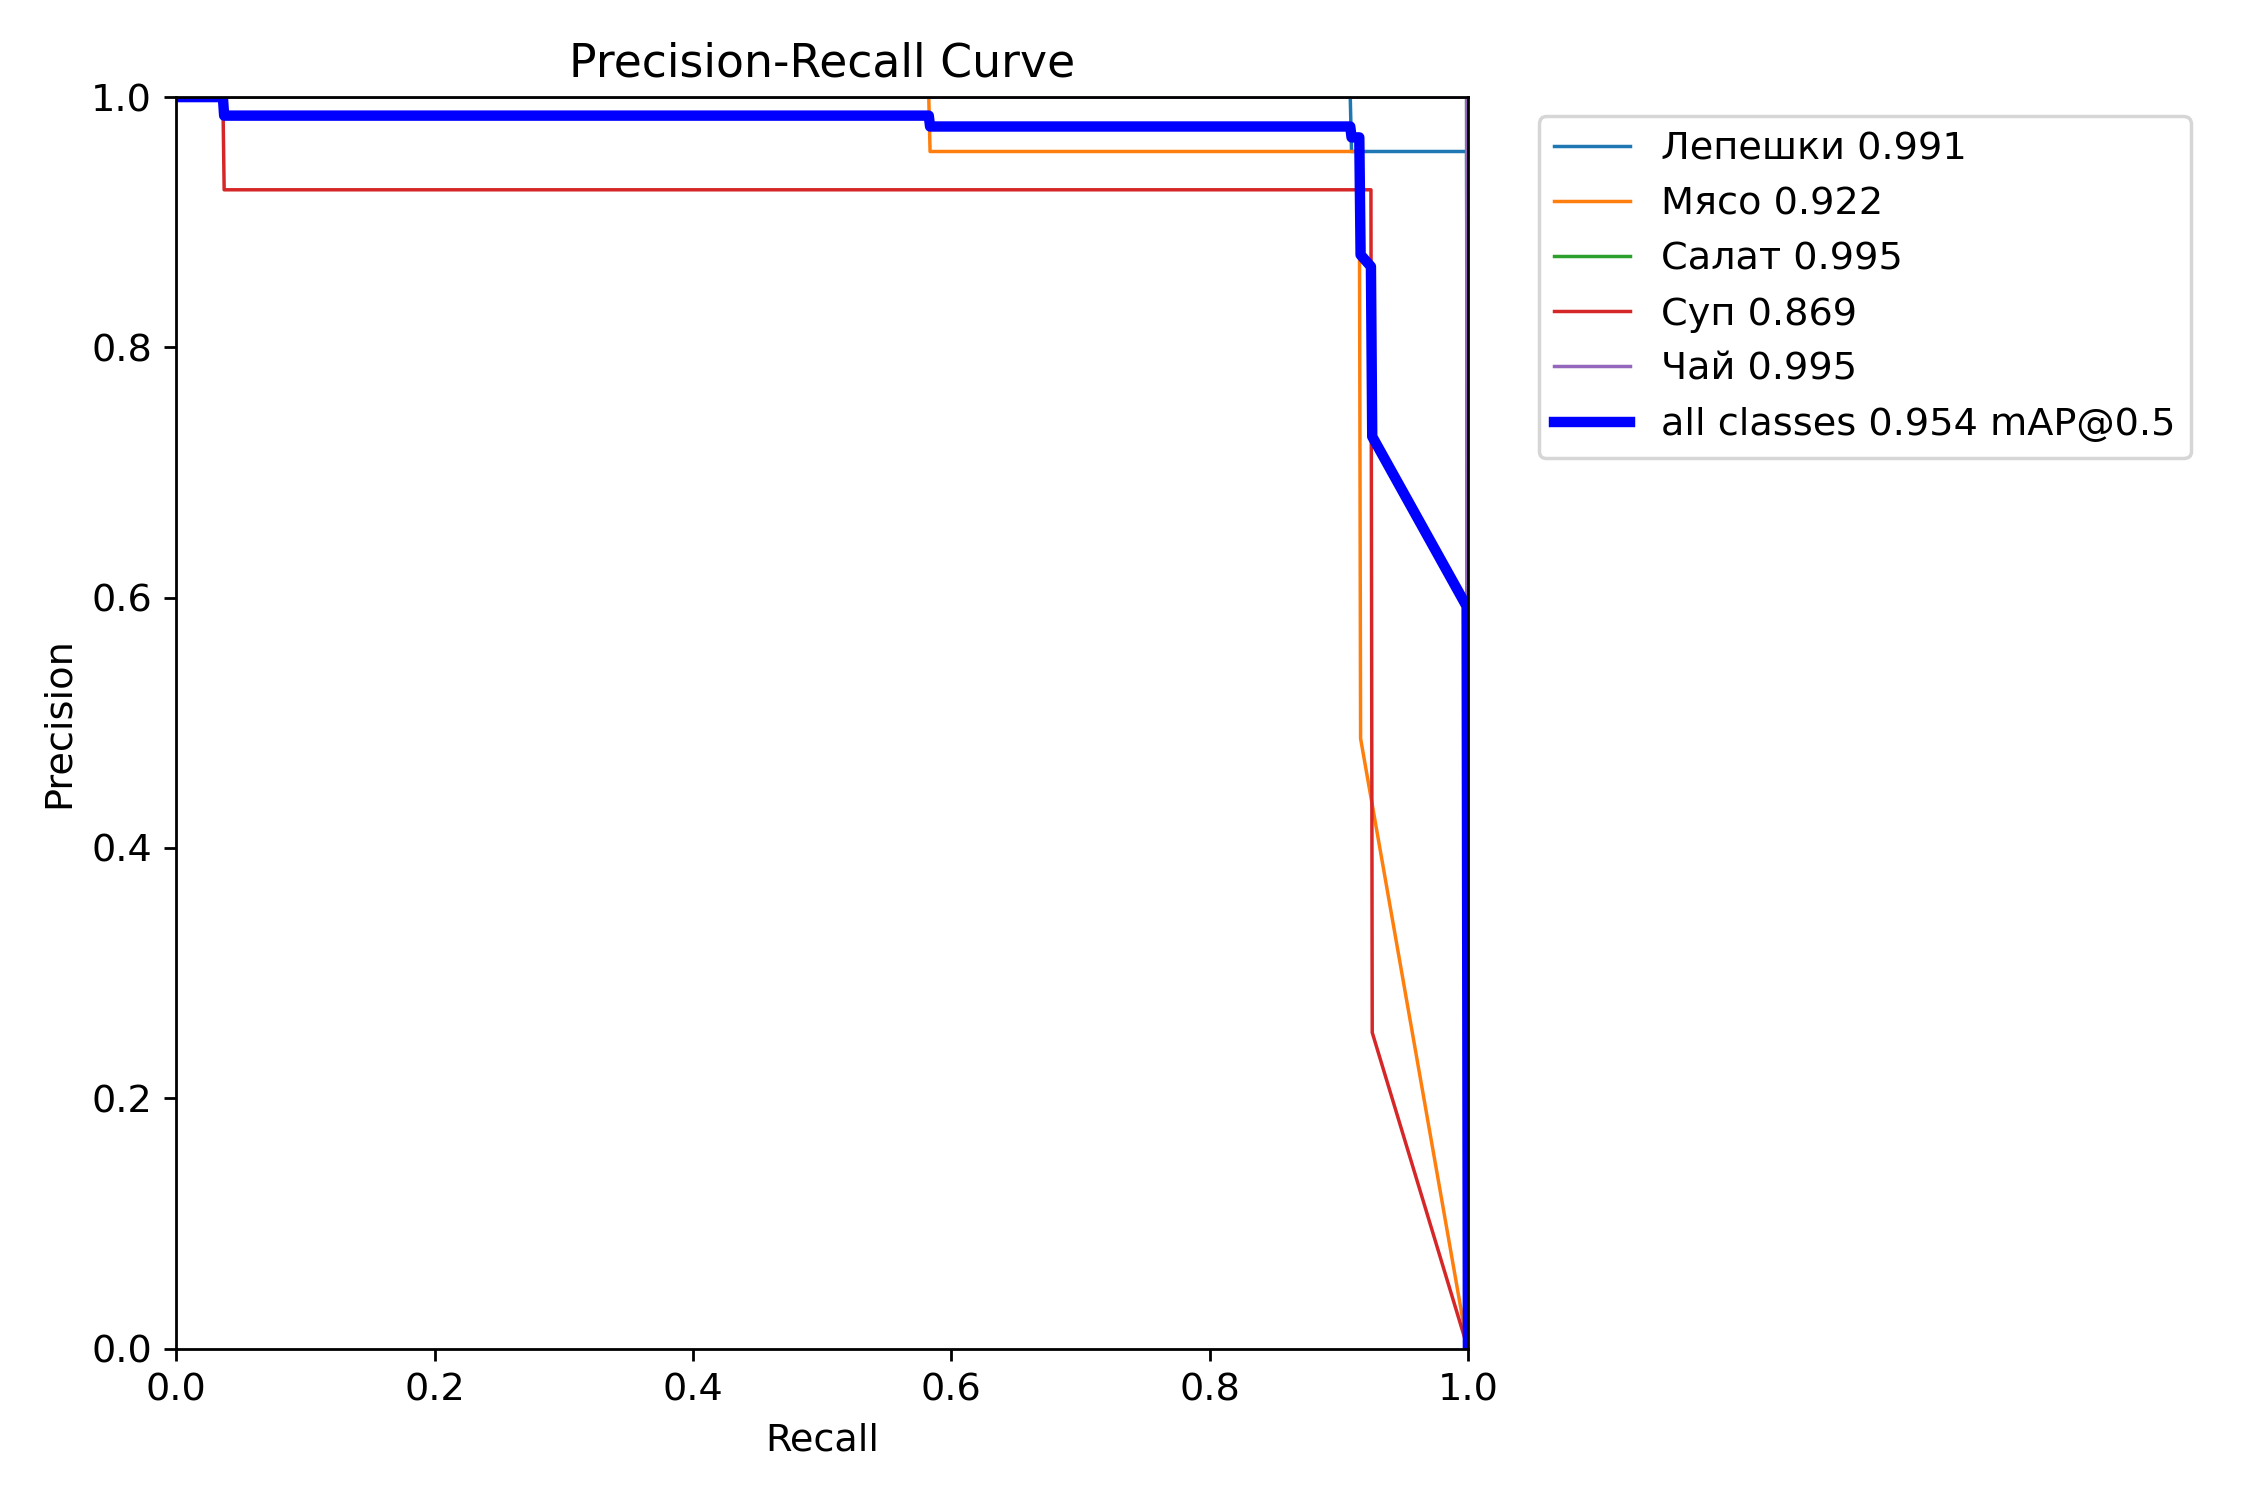 Precision-Recall Curve
1.0
0.8
0.6
0.4
0.2
0.0
Precision
0.0 0.2 0.4 0.6 0.8 1.0
Recall
Лепешки 0.991
Мясо 0.922
Салат 0.995
Суп 0.869
Чай 0.995
all classes 0.954 mAP@0.5